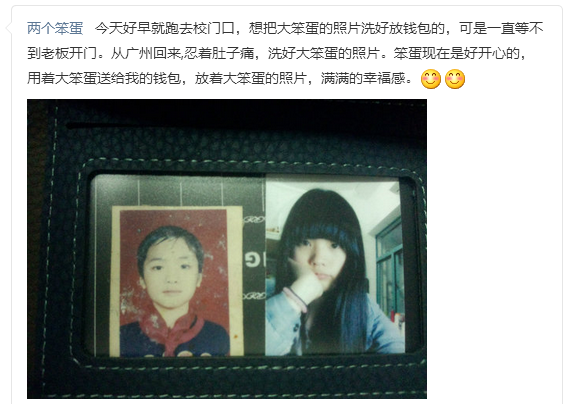 两个笨蛋 今天好早就跑去校门口，想把大笨蛋的照片洗好放钱包的，可是一直等不
到老板开门。从广州回来,忍着肚子痛，洗好大笨蛋的照片。笨蛋现在是好开心的，
用着大笨蛋送给我的钱包，放着大笨蛋的照片，满满的幸福感。